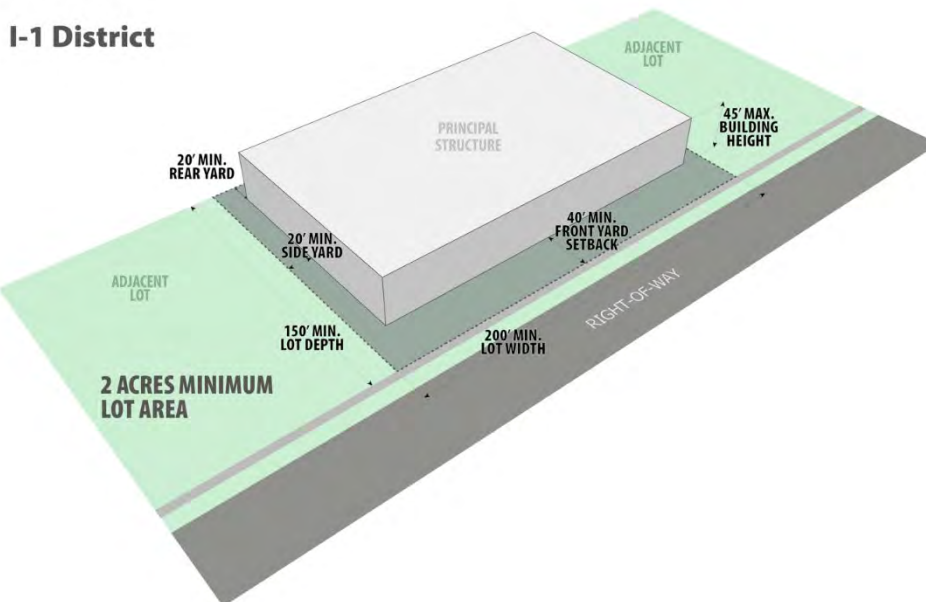 I-1 District
ADJACENT
LOT
45’ MAX.
BUILDING
HEIGHT
PRINCIPAL
STRUCTURE
20’ MIN.
REAR YARD
40’ MIN.
FRONT YARD
SETBACK
20’ MIN.
SIDE YARD
ADJACENT
LOT
RIGHT-OF-WAY
150’ MIN.
LOT DEPTH
200’ MIN.
LOT WIDTH
2 ACRES MINIMUM
LOT AREA